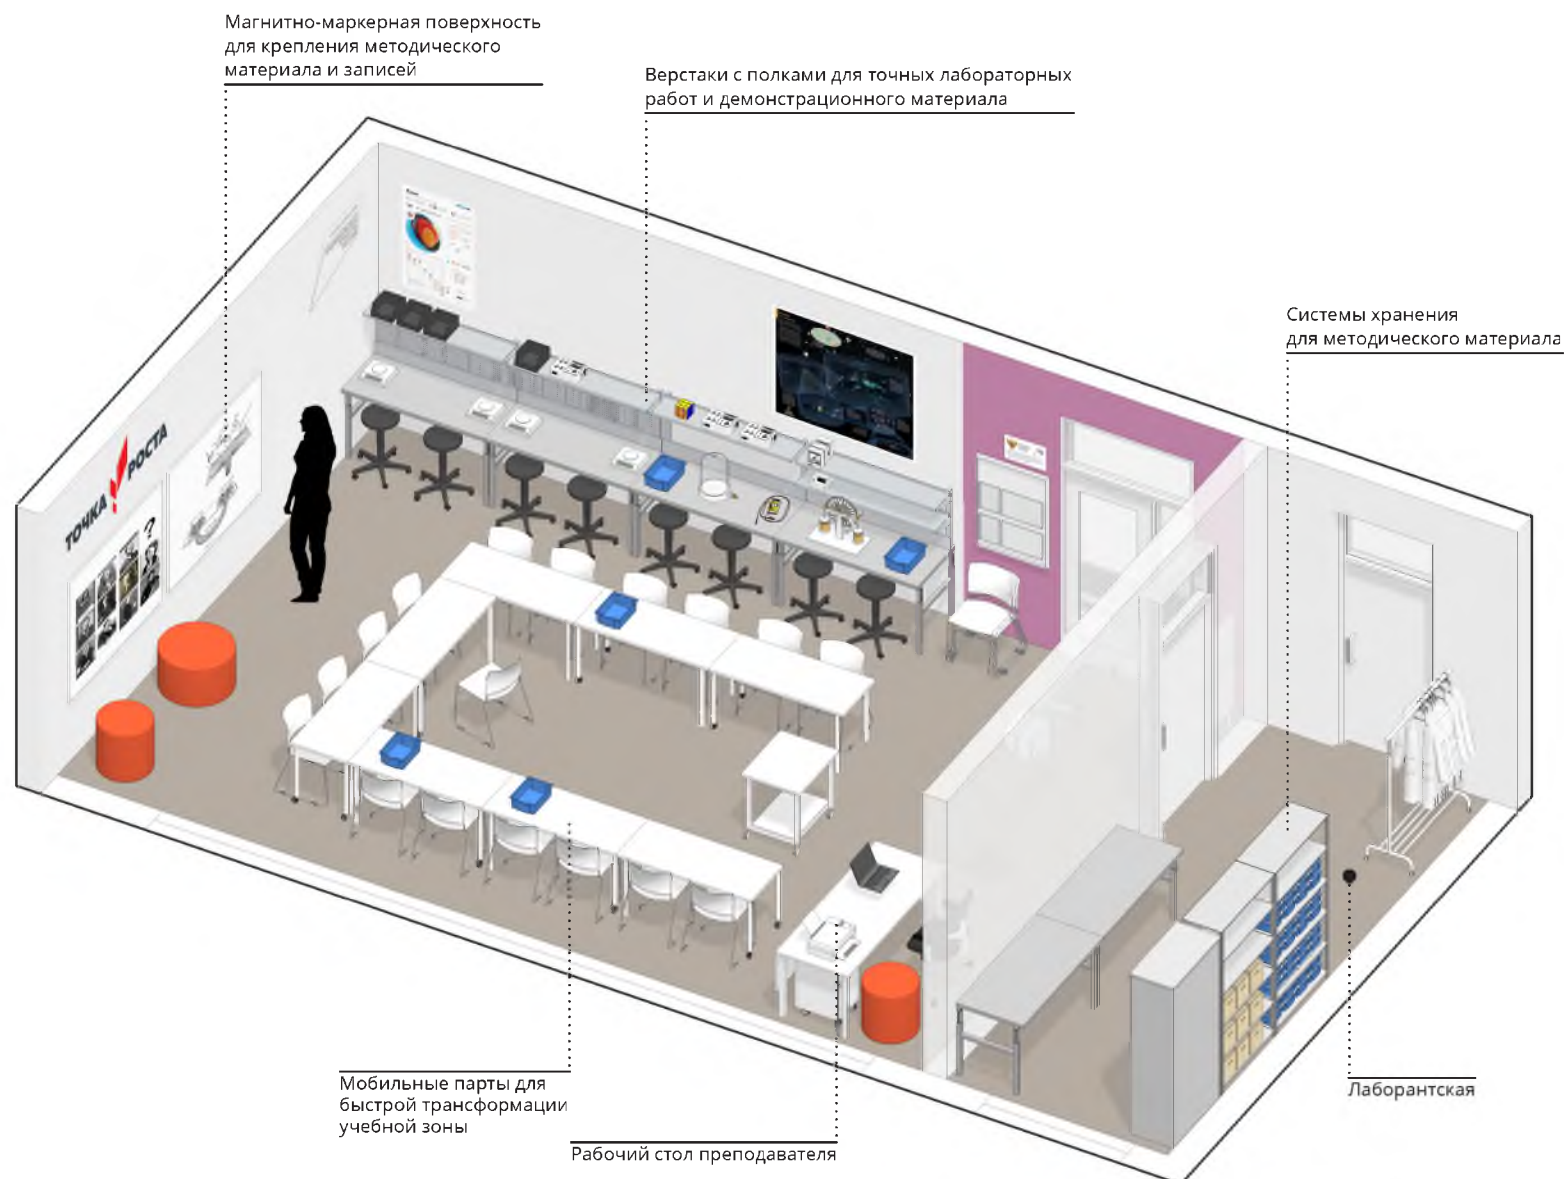 Магнитно-маркерная поверхность
для крепления методического
материала и записей
Верстаки с полками для точных лабораторных
работ и демонстрационного материала
Системы хранения
для методического материала
ТОЧКА РОСТА
?
Мобильные парты для
быстрой трансформации
учебной зоны
Рабочий стол преподавателя
Лаборантская